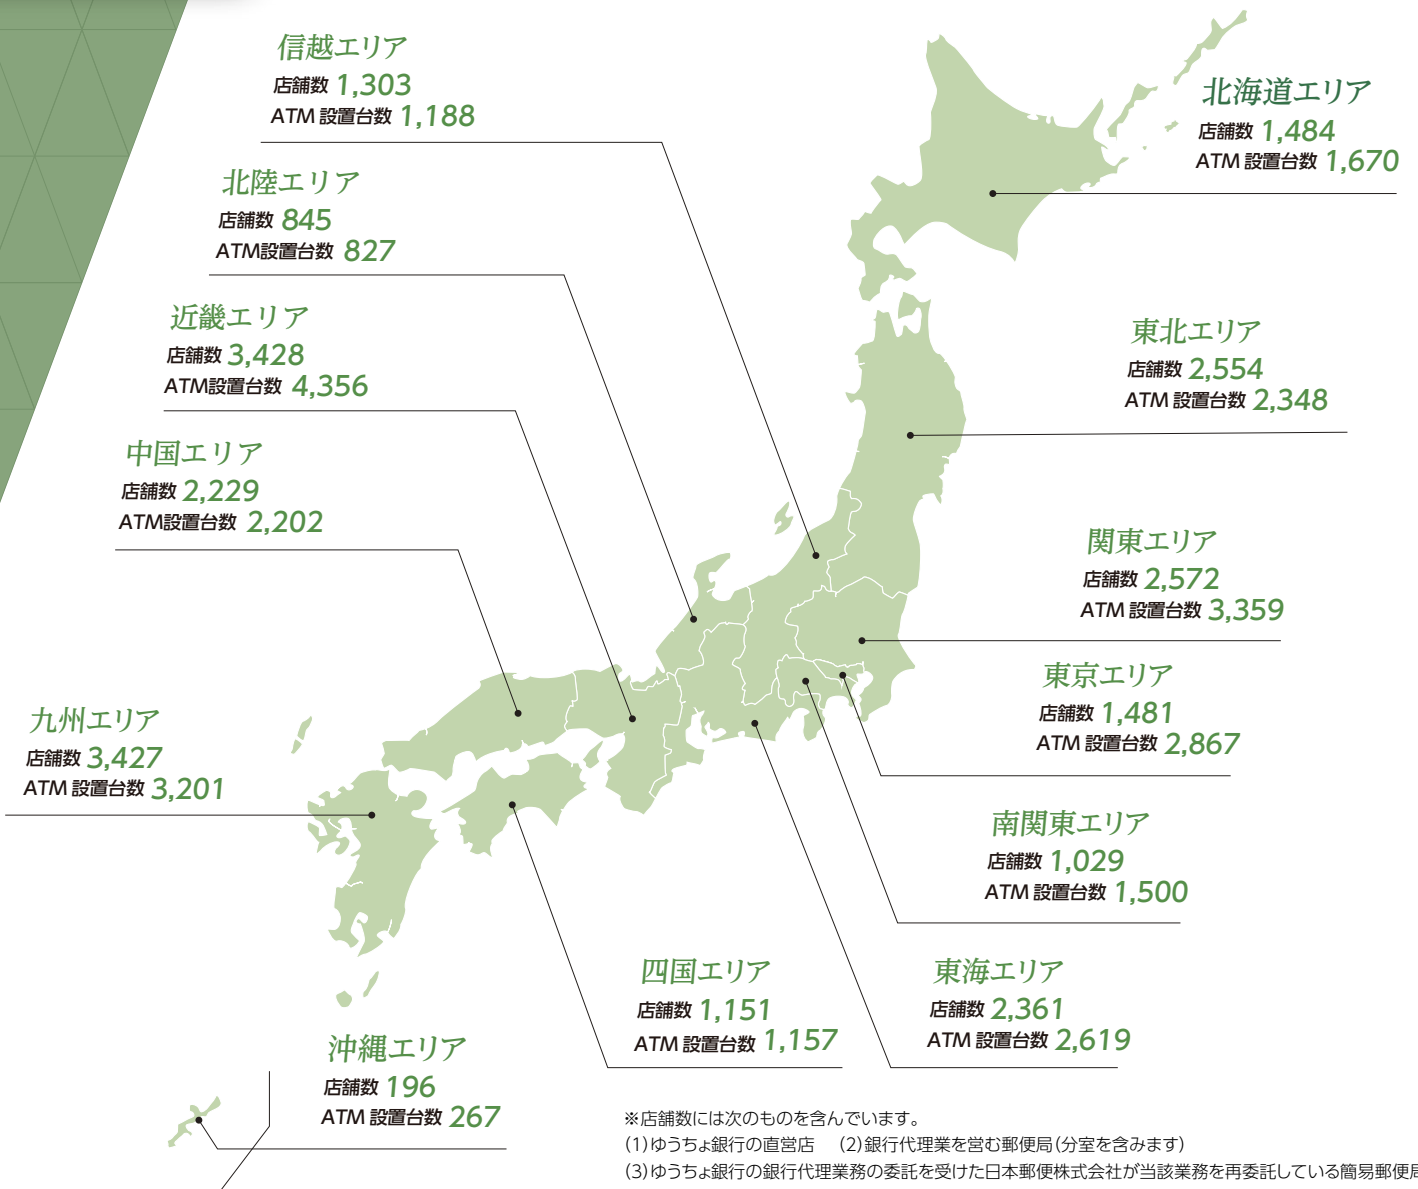 信越エリア
店舗数 1,303
ATM 設置台数 1,188
北陸エリア
店舗数 845
ATM設置台数 827
近畿エリア
店舗数 3,428
ATM設置台数 4,356
中国エリア
店舗数 2,229
ATM設置台数 2,202
九州エリア
店舗数 3,427
ATM 設置台数 3,201
沖縄エリア
店舗数 196
ATM 設置台数 267
北海道エリア
店舗数 1,484
ATM 設置台数 1,670
東北エリア
店舗数 2,554
ATM 設置台数 2,348
関東エリア
店舗数 2,572
ATM 設置台数 3,359
東京エリア
店舗数 1,481
ATM 設置台数 2,867
南関東エリア
店舗数 1,029
ATM 設置台数 1,500
東海エリア
店舗数 2,361
ATM 設置台数 2,619
四国エリア
店舗数 1,151
ATM 設置台数 1,157
※店舗数には次のものを含んでいます。
(1)ゆうちょ銀行の直営店 (2)銀行代理業を営む郵便局(分室を含みます)
(3)ゆうちょ銀行の銀行代理業務の委託を受けた日本郵便株式会社が当該業務を再委託している簡易郵便局